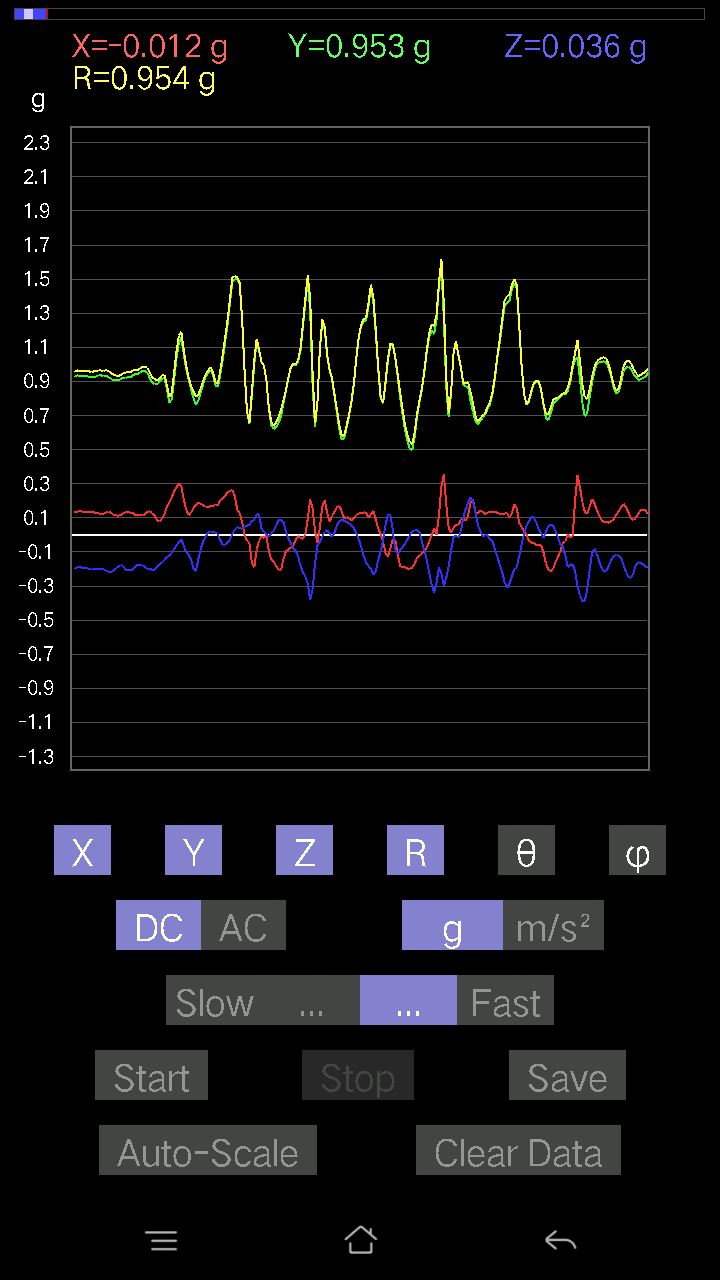 X=-0.012 g Y=0.953 g Z=0.036 g
R=0.954 g
g
2.3
2.1
1.9
1.7
1.5
1.3
1.1
0.9
0.7
0.5
0.3
0.1
-0.1
-0.3
-0.5
-0.7
-0.9
-1.1
-1.3
X Y Z R θ φ
DC AC g m/s²
Slow ... ... Fast
Start Stop Save
Auto-Scale Clear Data